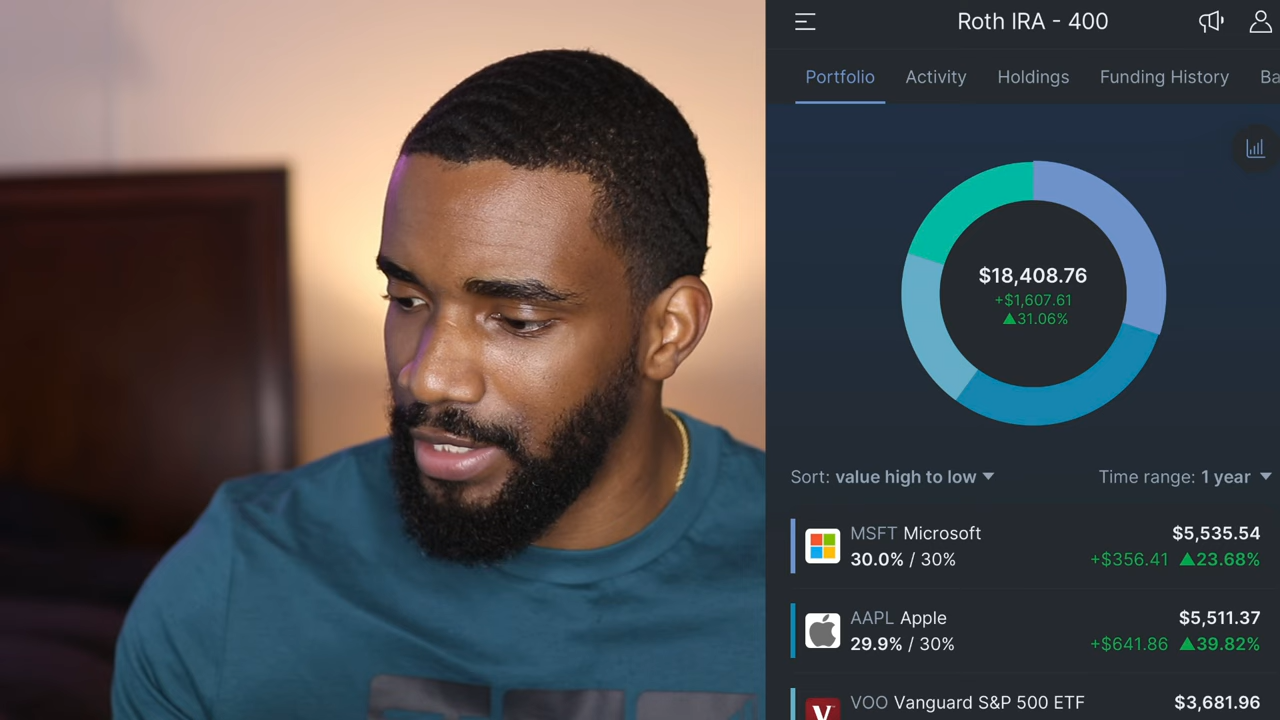 Roth IRA - 400
Portfolio Activity Holdings Funding History
$18,408.76
+$1,607.61
▲31.06%
Sort: value high to low ▼ Time range: 1 year ▼
MSFT Microsoft $5,535.54
30.0% / 30% +$356.41 ▲23.68%
AAPL Apple $5,511.37
29.9% / 30% +$641.86 ▲39.82%
V VOO Vanguard S&P 500 ETF $3,681.96